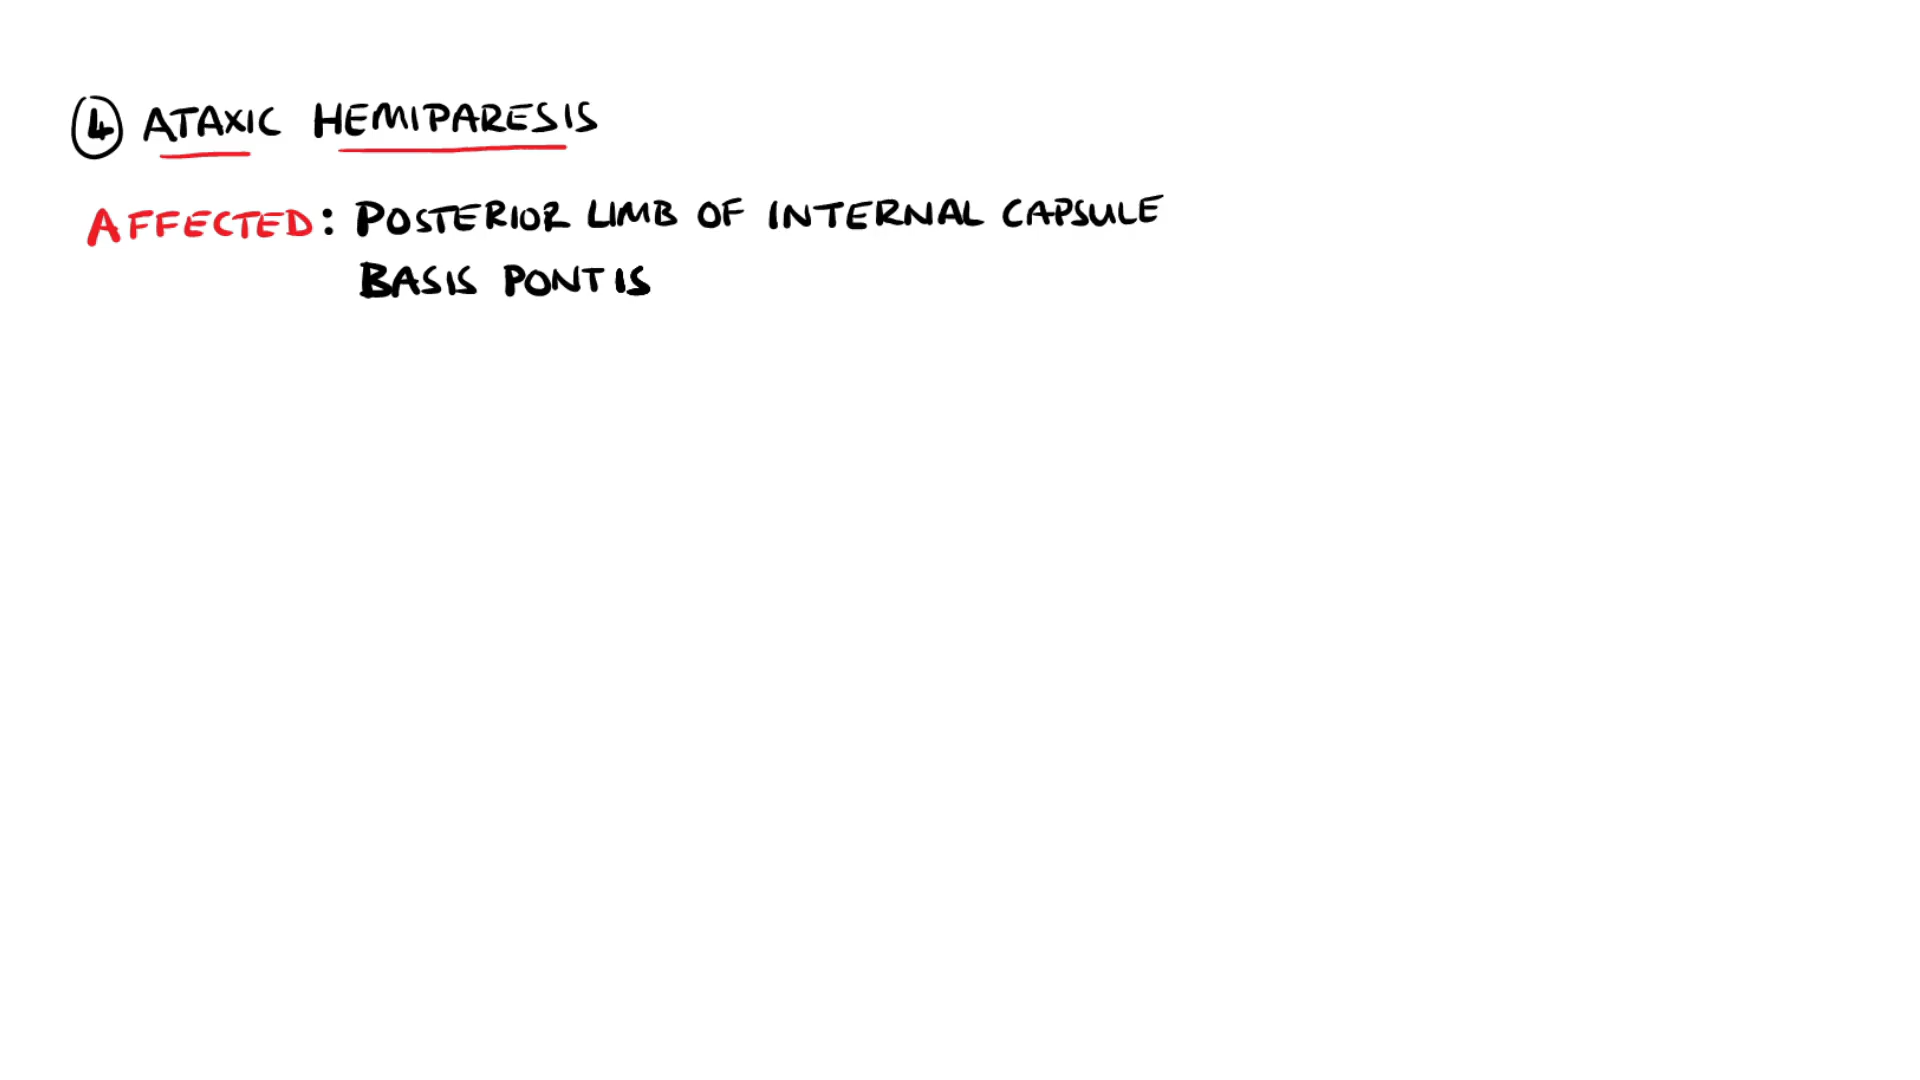 4 ATAXIC HEMIPARESIS
AFFECTED: POSTERIOR LIMB OF INTERNAL CAPSULE
BASIS PONTIS